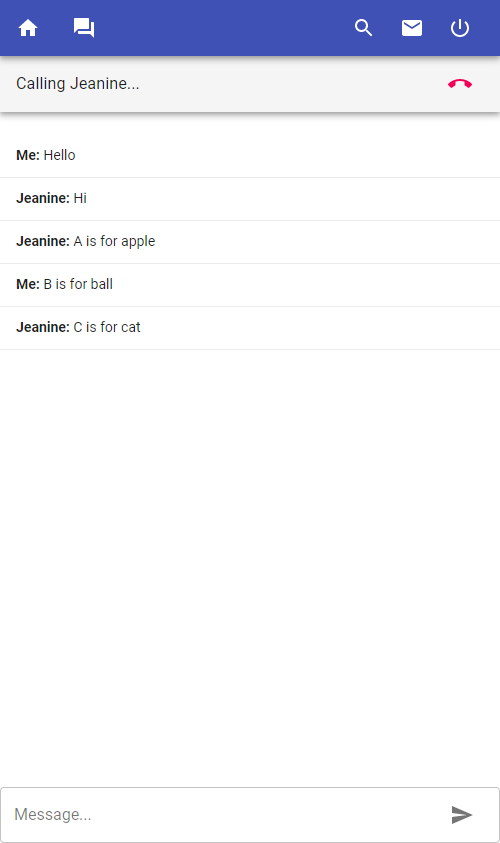 Calling Jeanine...
Me: Hello
Jeanine: Hi
Jeanine: A is for apple
Me: B is for ball
Jeanine: C is for cat
Message...